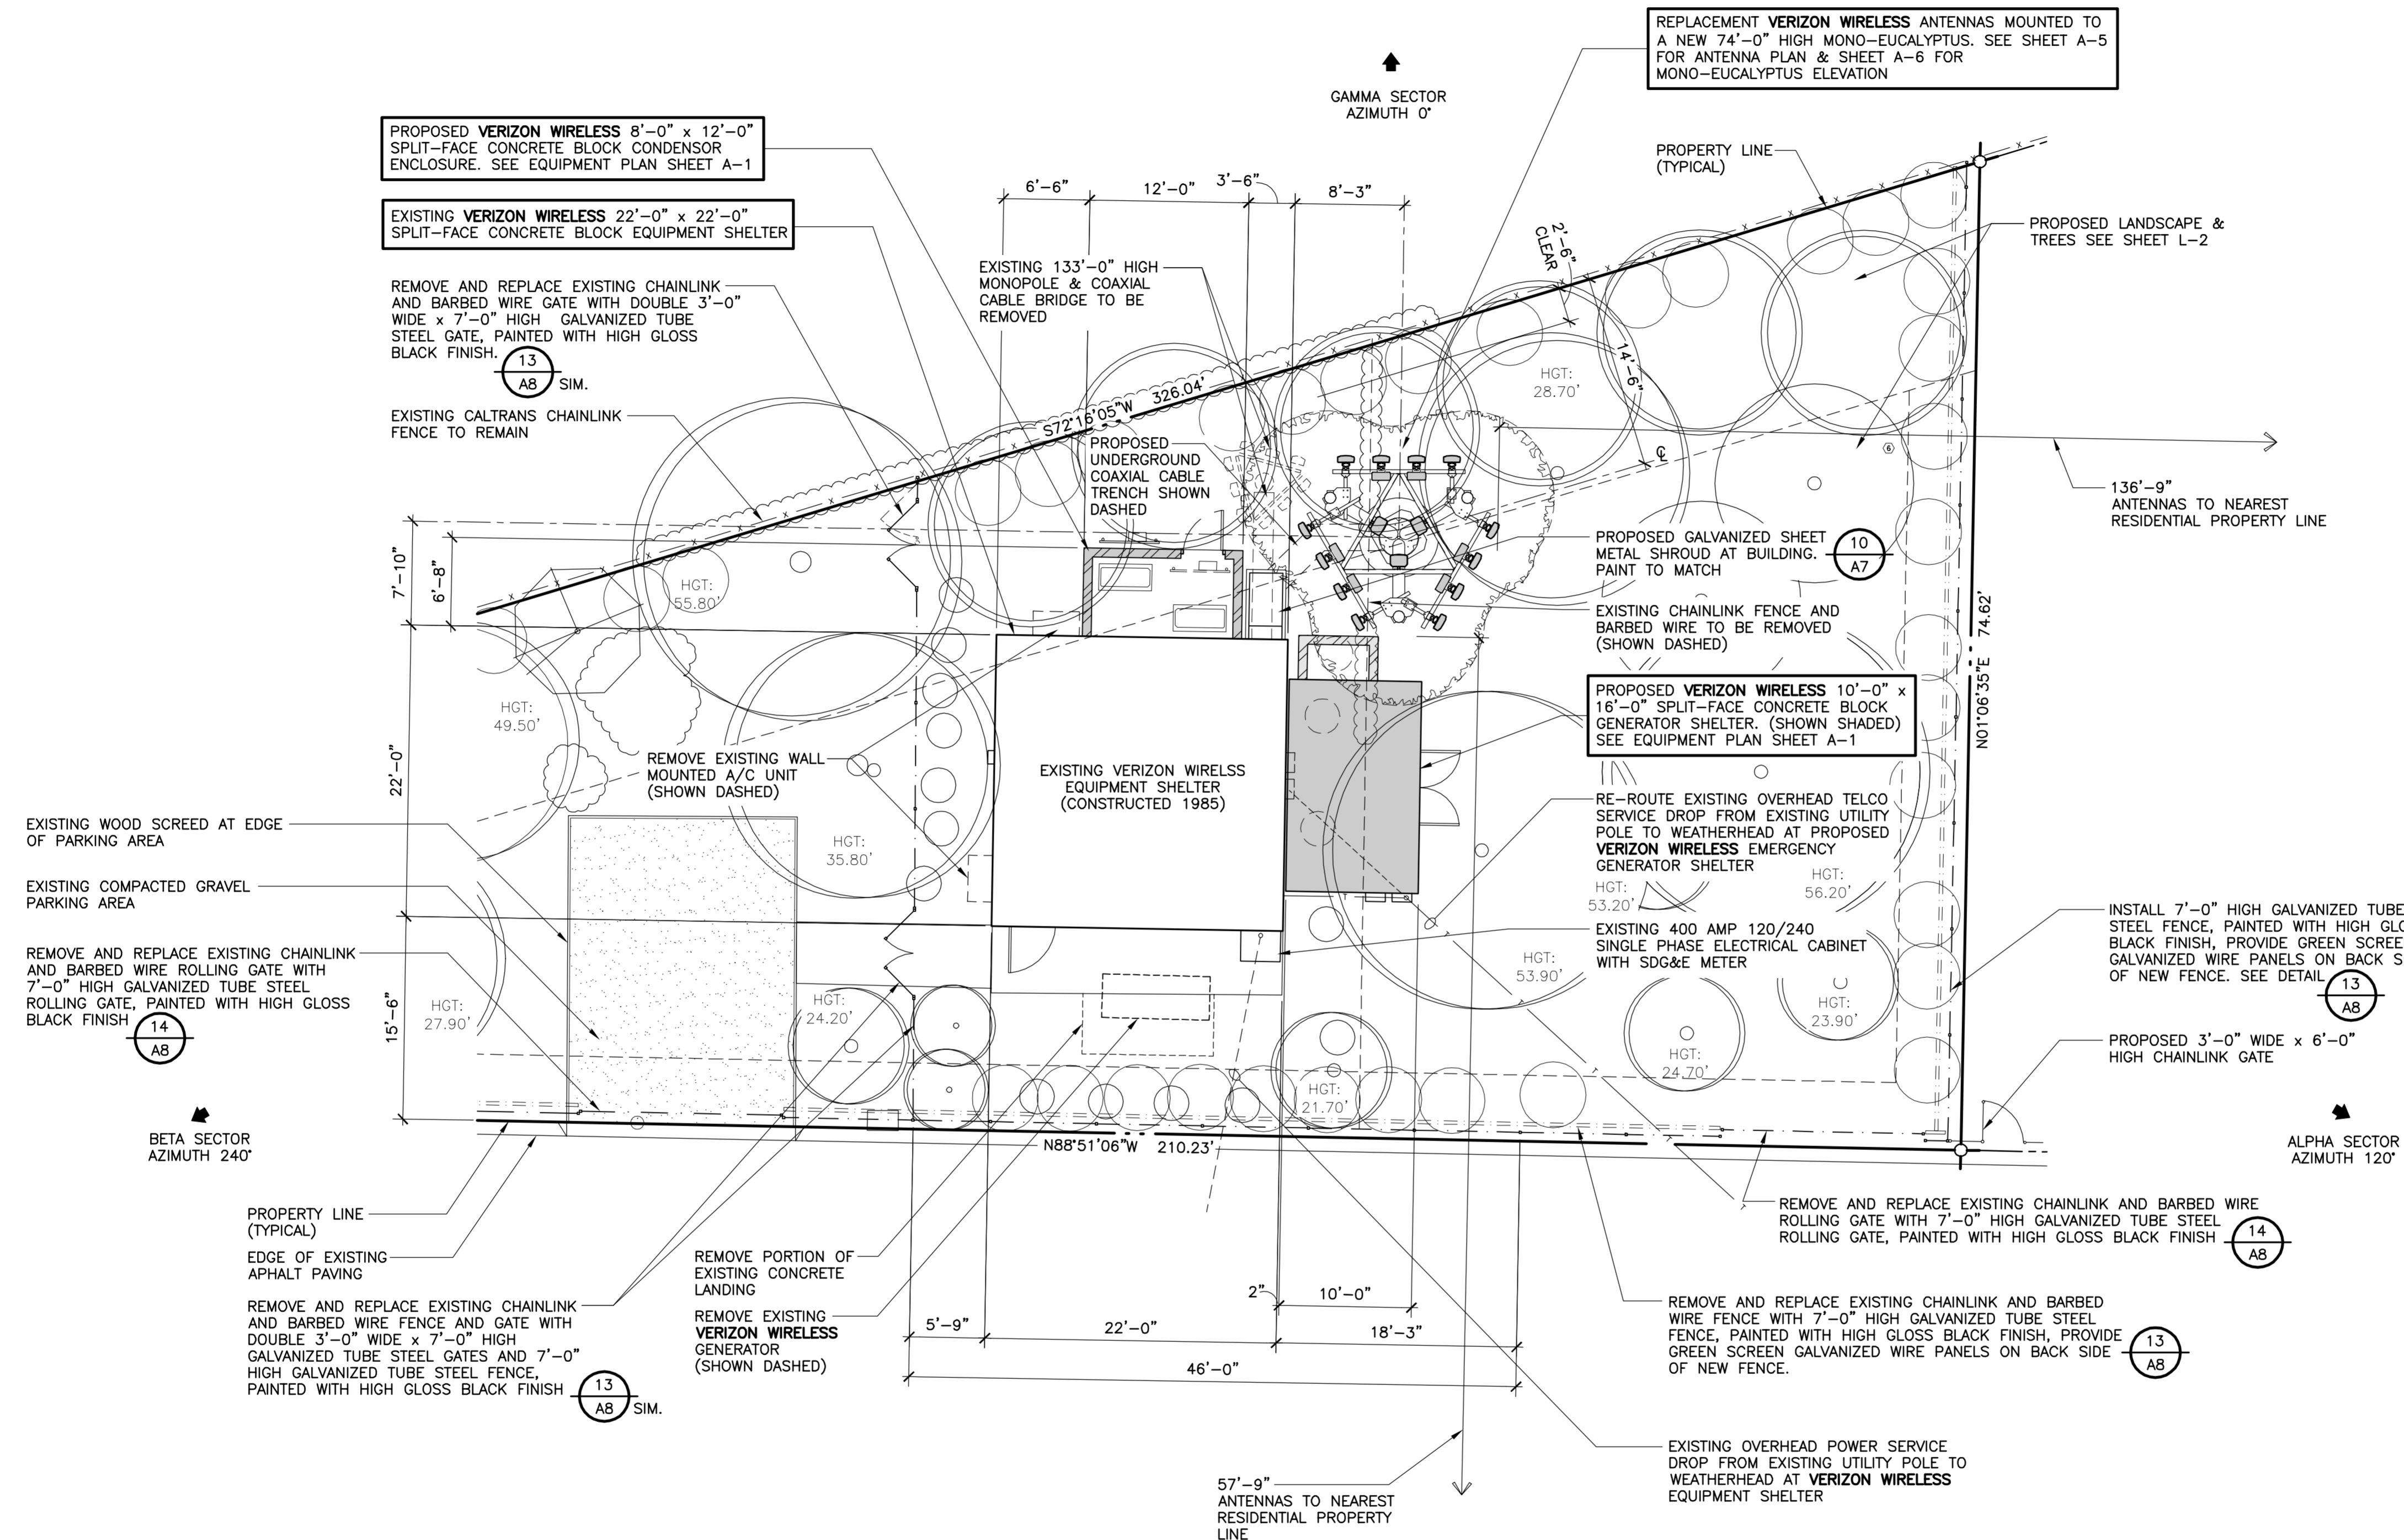 REPLACEMENT VERIZON WIRELESS ANTENNAS MOUNTED TO
A NEW 74'-0" HIGH MONO-EUCALYPTUS. SEE SHEET A-5
FOR ANTENNA PLAN & SHEET A-6 FOR
MONO-EUCALYPTUS ELEVATION
GAMMA SECTOR
AZIMUTH 0°
PROPOSED VERIZON WIRELESS 8'-0" x 12'-0"
SPLIT-FACE CONCRETE BLOCK CONDENSOR
ENCLOSURE. SEE EQUIPMENT PLAN SHEET A-1
PROPERTY LINE
(TYPICAL)
6'-6"
12'-0"
3'-6"
8'-3"
EXISTING VERIZON WIRELESS 22'-0" x 22'-0"
SPLIT-FACE CONCRETE BLOCK EQUIPMENT SHELTER
2'-6"
CLEAR
PROPOSED LANDSCAPE &
TREES SEE SHEET L-2
EXISTING 133'-0" HIGH
MONOPOLE & COAXIAL
CABLE BRIDGE TO BE
REMOVED
REMOVE AND REPLACE EXISTING CHAINLINK
AND BARBED WIRE GATE WITH DOUBLE 3'-0"
WIDE x 7'-0" HIGH GALVANIZED TUBE
STEEL GATE, PAINTED WITH HIGH GLOSS
BLACK FINISH.
13
A8
SIM.
14'-6"
HGT:
28.70'
S72°16'05"W 326.04'
EXISTING CALTRANS CHAINLINK
FENCE TO REMAIN
PROPOSED
UNDERGROUND
COAXIAL CABLE
TRENCH SHOWN
DASHED
CL
6
136'-9"
ANTENNAS TO NEAREST
RESIDENTIAL PROPERTY LINE
PROPOSED GALVANIZED SHEET
METAL SHROUD AT BUILDING.
PAINT TO MATCH
10
A7
7'-10"
6'-8"
HGT:
55.80'
EXISTING CHAINLINK FENCE AND
BARBED WIRE TO BE REMOVED
(SHOWN DASHED)
N01°06'35"E 74.62'
HGT:
49.50'
PROPOSED VERIZON WIRELESS 10'-0" x
16'-0" SPLIT-FACE CONCRETE BLOCK
GENERATOR SHELTER. (SHOWN SHADED)
SEE EQUIPMENT PLAN SHEET A-1
22'-0"
REMOVE EXISTING WALL
MOUNTED A/C UNIT
(SHOWN DASHED)
EXISTING VERIZON WIRELSS
EQUIPMENT SHELTER
(CONSTRUCTED 1985)
RE-ROUTE EXISTING OVERHEAD TELCO
SERVICE DROP FROM EXISTING UTILITY
POLE TO WEATHERHEAD AT PROPOSED
VERIZON WIRELESS EMERGENCY
GENERATOR SHELTER
EXISTING WOOD SCREED AT EDGE
OF PARKING AREA
HGT:
35.80'
HGT:
53.20'
HGT:
56.20'
EXISTING COMPACTED GRAVEL
PARKING AREA
EXISTING 400 AMP 120/240
SINGLE PHASE ELECTRICAL CABINET
WITH SDG&E METER
INSTALL 7'-0" HIGH GALVANIZED TUBE
STEEL FENCE, PAINTED WITH HIGH GLO
BLACK FINISH, PROVIDE GREEN SCREE
GALVANIZED WIRE PANELS ON BACK S
OF NEW FENCE. SEE DETAIL
13
A8
REMOVE AND REPLACE EXISTING CHAINLINK
AND BARBED WIRE ROLLING GATE WITH
7'-0" HIGH GALVANIZED TUBE STEEL
ROLLING GATE, PAINTED WITH HIGH GLOSS
BLACK FINISH
14
A8
HGT:
53.90'
15'-6"
HGT:
27.90'
HGT:
24.20'
HGT:
23.90'
HGT:
24.70'
HGT:
21.70'
PROPOSED 3'-0" WIDE x 6'-0"
HIGH CHAINLINK GATE
BETA SECTOR
AZIMUTH 240°
ALPHA SECTOR
AZIMUTH 120°
N88°51'06"W 210.23'
PROPERTY LINE
(TYPICAL)
EDGE OF EXISTING
APHALT PAVING
REMOVE AND REPLACE EXISTING CHAINLINK
AND BARBED WIRE FENCE AND GATE WITH
DOUBLE 3'-0" WIDE x 7'-0" HIGH
GALVANIZED TUBE STEEL GATES AND 7'-0"
HIGH GALVANIZED TUBE STEEL FENCE,
PAINTED WITH HIGH GLOSS BLACK FINISH
13
A8
SIM.
REMOVE PORTION OF
EXISTING CONCRETE
LANDING
REMOVE EXISTING
VERIZON WIRELESS
GENERATOR
(SHOWN DASHED)
2"
10'-0"
5'-9"
22'-0"
18'-3"
46'-0"
REMOVE AND REPLACE EXISTING CHAINLINK AND BARBED WIRE
ROLLING GATE WITH 7'-0" HIGH GALVANIZED TUBE STEEL
ROLLING GATE, PAINTED WITH HIGH GLOSS BLACK FINISH
14
A8
REMOVE AND REPLACE EXISTING CHAINLINK AND BARBED
WIRE FENCE WITH 7'-0" HIGH GALVANIZED TUBE STEEL
FENCE, PAINTED WITH HIGH GLOSS BLACK FINISH, PROVIDE
GREEN SCREEN GALVANIZED WIRE PANELS ON BACK SIDE
OF NEW FENCE.
13
A8
57'-9"
ANTENNAS TO NEAREST
RESIDENTIAL PROPERTY
LINE
EXISTING OVERHEAD POWER SERVICE
DROP FROM EXISTING UTILITY POLE TO
WEATHERHEAD AT VERIZON WIRELESS
EQUIPMENT SHELTER